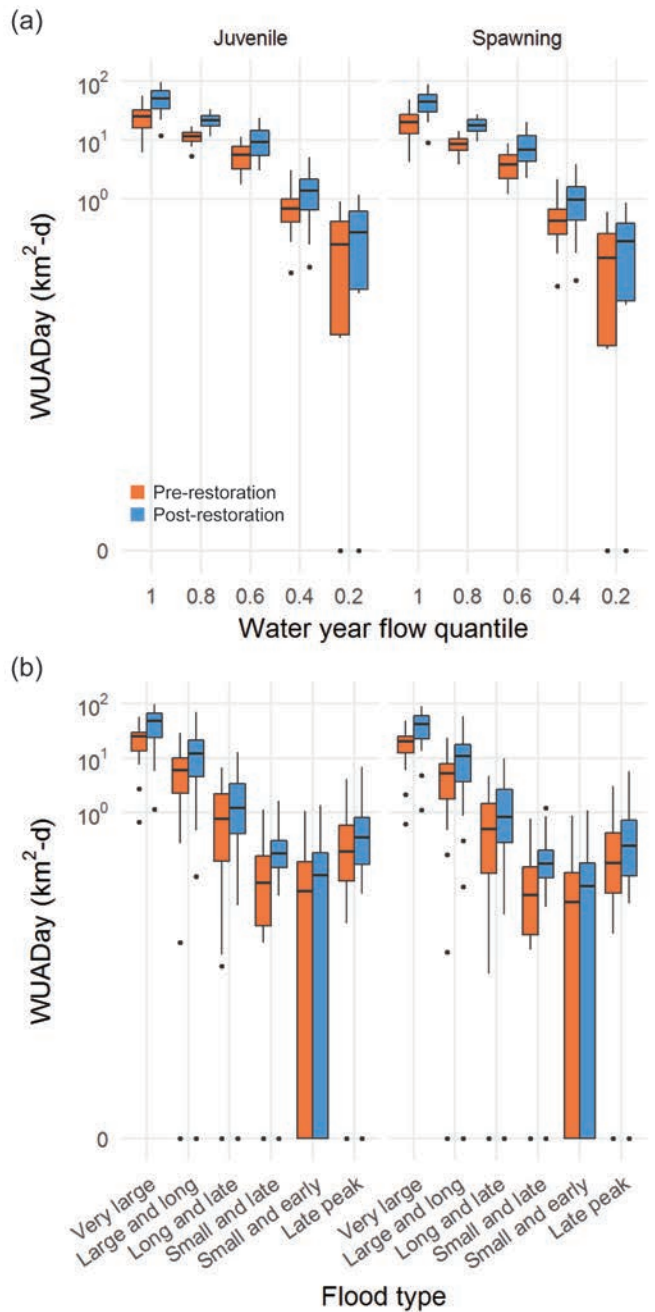 (a)
Juvenile Spawning
10²
10¹
10⁰
0
WUADay (km²-d)
Pre-restoration
Post-restoration
1 0.8 0.6 0.4 0.2 1 0.8 0.6 0.4 0.2
Water year flow quantile
(b)
10²
10¹
10⁰
0
WUADay (km²-d)
Very large
Large and long
Long and late
Small and late
Small and early
Late peak
Very large
Large and long
Long and late
Small and late
Small and early
Late peak
Flood type